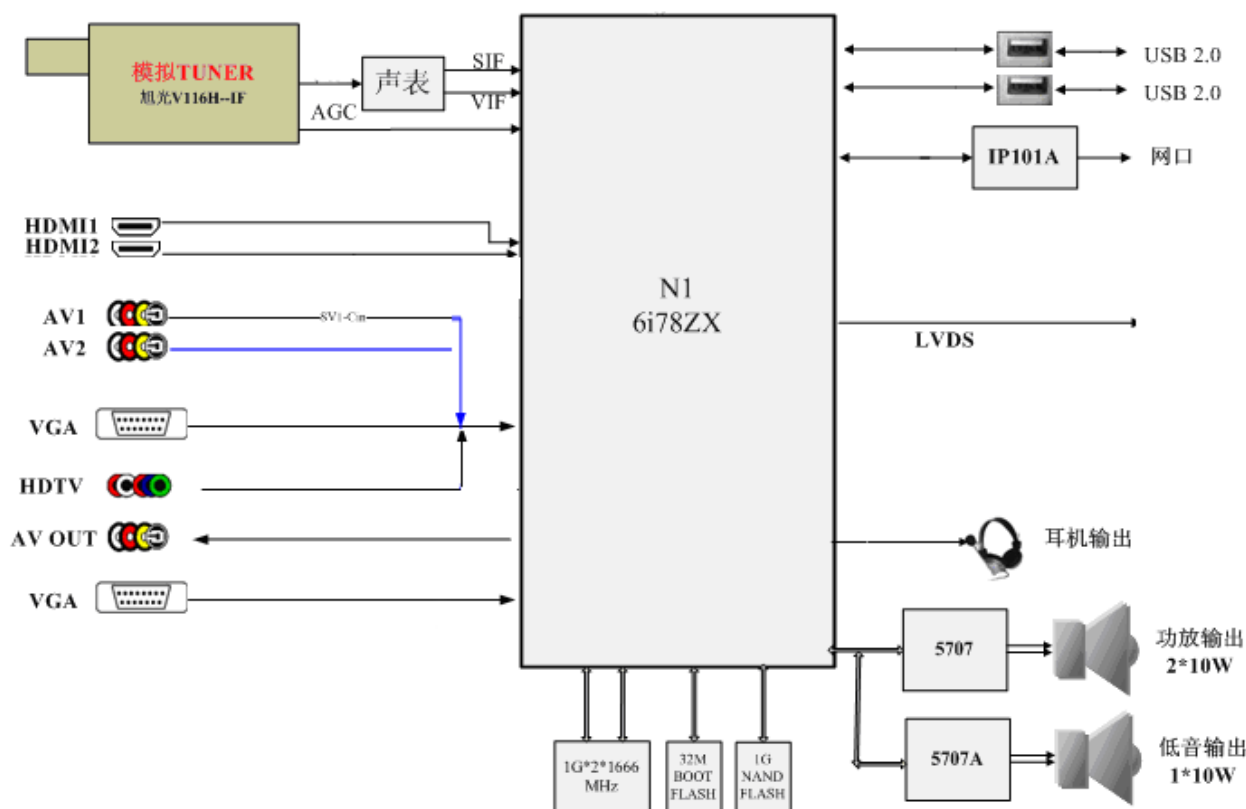 模拟TUNER
旭光V116H--IF
声表
SIF
VIF
AGC
HDMI1
HDMI2
AV1
SV1-Cin
AV2
VGA
HDTV
AV OUT
VGA
N1
6i78ZX
USB 2.0
USB 2.0
IP101A
网口
LVDS
耳机输出
5707
功放输出
2*10W
5707A
低音输出
1*10W
1G*2*1666
MHz
32M
BOOT
FLASH
1G
NAND
FLASH